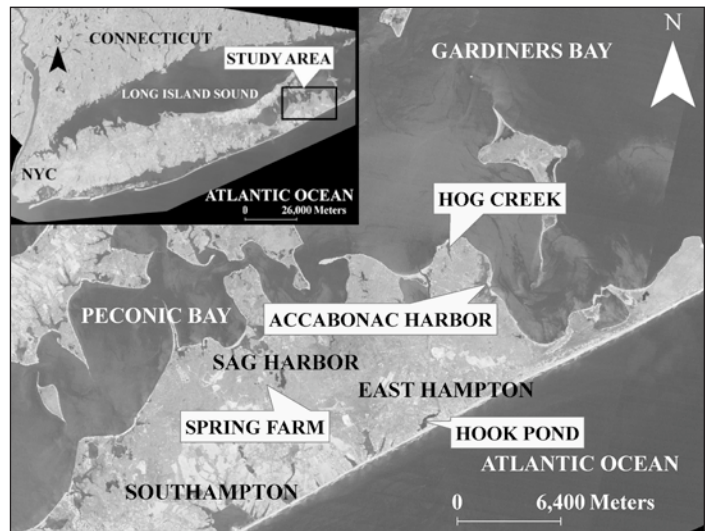 CONNECTICUT
STUDY AREA
LONG ISLAND SOUND
NYC
ATLANTIC OCEAN
0 26,000 Meters
GARDINERS BAY
N
HOG CREEK
PECONIC BAY
ACCABONAC HARBOR
SAG HARBOR
EAST HAMPTON
SPRING FARM
HOOK POND
ATLANTIC OCEAN
SOUTHAMPTON
0 6,400 Meters